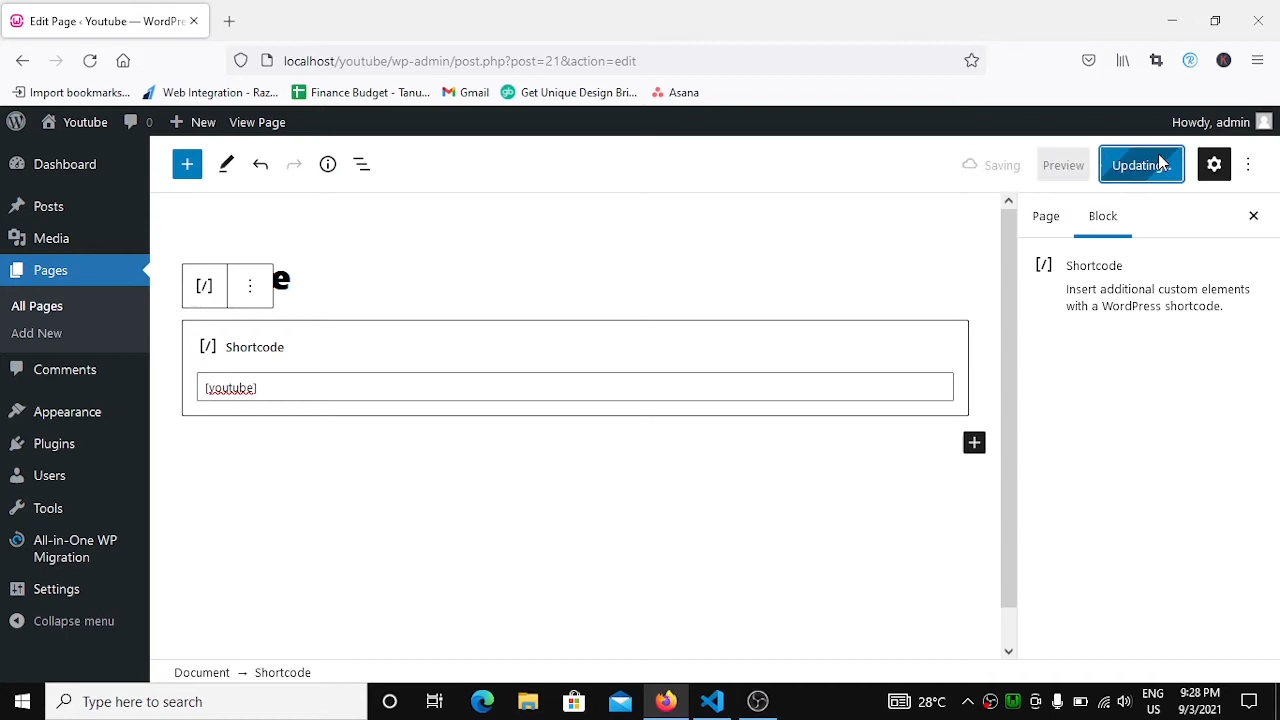 Edit Page ‹ Youtube — WordPre
localhost/youtube/wp-admin/post.php?post=21&action=edit
Import bookmarks... Web Integration - Raz... Finance Budget - Tanu... Gmail Get Unique Design Bri... Asana
Youtube 0 New View Page Howdy, admin
Dashboard
Posts
Media
Pages
All Pages
Add New
Comments
Appearance
Plugins
Users
Tools
All-in-One WP
Migration
Settings
Collapse menu
Saving Preview Updating...
e
[/] Shortcode
[youtube]
Page Block
[/] Shortcode
Insert additional custom elements
with a WordPress shortcode.
Document → Shortcode
Type here to search
28°C
ENG
US
9:28 PM
9/3/2021